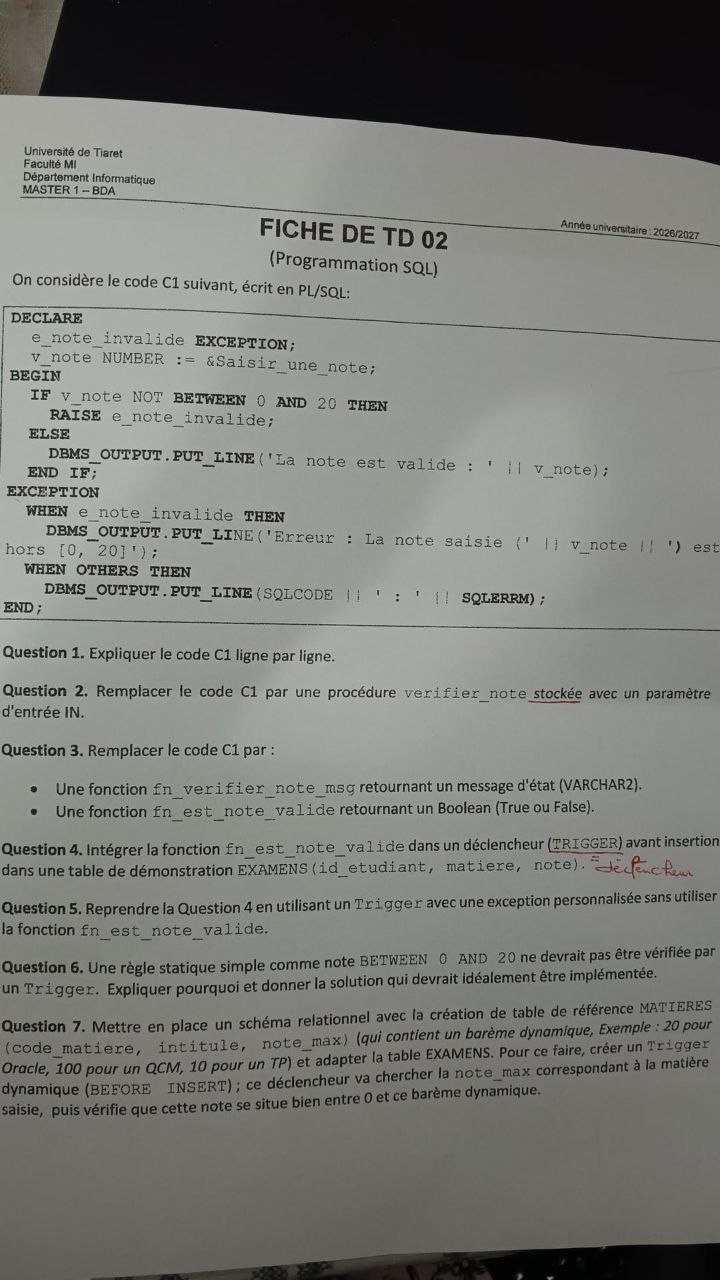 Université de Tiaret
Faculté MI
Département Informatique
MASTER 1 – BDA
Année universitaire : 2026/2027
FICHE DE TD 02
(Programmation SQL)
On considère le code C1 suivant, écrit en PL/SQL:
DECLARE
e_note_invalide EXCEPTION;
v_note NUMBER := &Saisir_une_note;
BEGIN
IF v_note NOT BETWEEN 0 AND 20 THEN
RAISE e_note_invalide;
ELSE
DBMS_OUTPUT.PUT_LINE('La note est valide : ' || v_note);
END IF;
EXCEPTION
WHEN e_note_invalide THEN
DBMS_OUTPUT.PUT_LINE('Erreur : La note saisie (' || v_note || ') est
hors [0, 20]');
WHEN OTHERS THEN
DBMS_OUTPUT.PUT_LINE(SQLCODE || ' : ' || SQLERRM);
END;
Question 1. Expliquer le code C1 ligne par ligne.
Question 2. Remplacer le code C1 par une procédure verifier_note stockée avec un paramètre
d'entrée IN.
Question 3. Remplacer le code C1 par :
• Une fonction fn_verifier_note_msg retournant un message d'état (VARCHAR2).
• Une fonction fn_est_note_valide retournant un Boolean (True ou False).
Question 4. Intégrer la fonction fn_est_note_valide dans un déclencheur (TRIGGER) avant insertion
dans une table de démonstration EXAMENS(id_etudiant, matiere, note). = déclencheur
Question 5. Reprendre la Question 4 en utilisant un Trigger avec une exception personnalisée sans utiliser
la fonction fn_est_note_valide.
Question 6. Une règle statique simple comme note BETWEEN 0 AND 20 ne devrait pas être vérifiée par
un Trigger. Expliquer pourquoi et donner la solution qui devrait idéalement être implémentée.
Question 7. Mettre en place un schéma relationnel avec la création de table de référence MATIERES
(code_matiere, intitule, note_max) (qui contient un barème dynamique, Exemple : 20 pour
Oracle, 100 pour un QCM, 10 pour un TP) et adapter la table EXAMENS. Pour ce faire, créer un Trigger
dynamique (BEFORE INSERT) ; ce déclencheur va chercher la note_max correspondant à la matière
saisie, puis vérifie que cette note se situe bien entre 0 et ce barème dynamique.